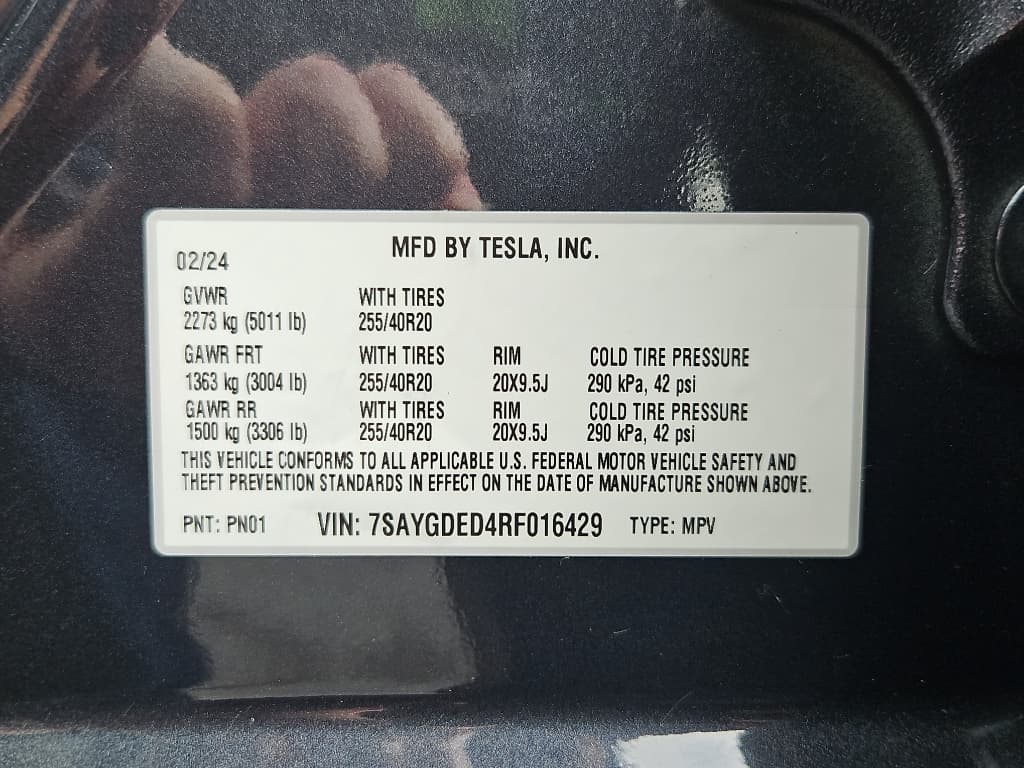 MFD BY TESLA, INC.
02/24
GVWR WITH TIRES
2273 kg (5011 lb) 255/40R20
GAWR FRT WITH TIRES RIM COLD TIRE PRESSURE
1363 kg (3004 lb) 255/40R20 20X9.5J 290 kPa, 42 psi
GAWR RR WITH TIRES RIM COLD TIRE PRESSURE
1500 kg (3306 lb) 255/40R20 20X9.5J 290 kPa, 42 psi
THIS VEHICLE CONFORMS TO ALL APPLICABLE U.S. FEDERAL MOTOR VEHICLE SAFETY AND
THEFT PREVENTION STANDARDS IN EFFECT ON THE DATE OF MANUFACTURE SHOWN ABOVE.
PNT: PN01 VIN: 7SAYGDED4RF016429 TYPE: MPV